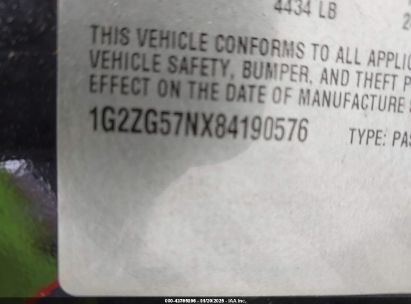 4434 LB 2
THIS VEHICLE CONFORMS TO ALL APPLIC
VEHICLE SAFETY, BUMPER, AND THEFT P
EFFECT ON THE DATE OF MANUFACTURE
1G2ZG57NX84190576 TYPE: PAS